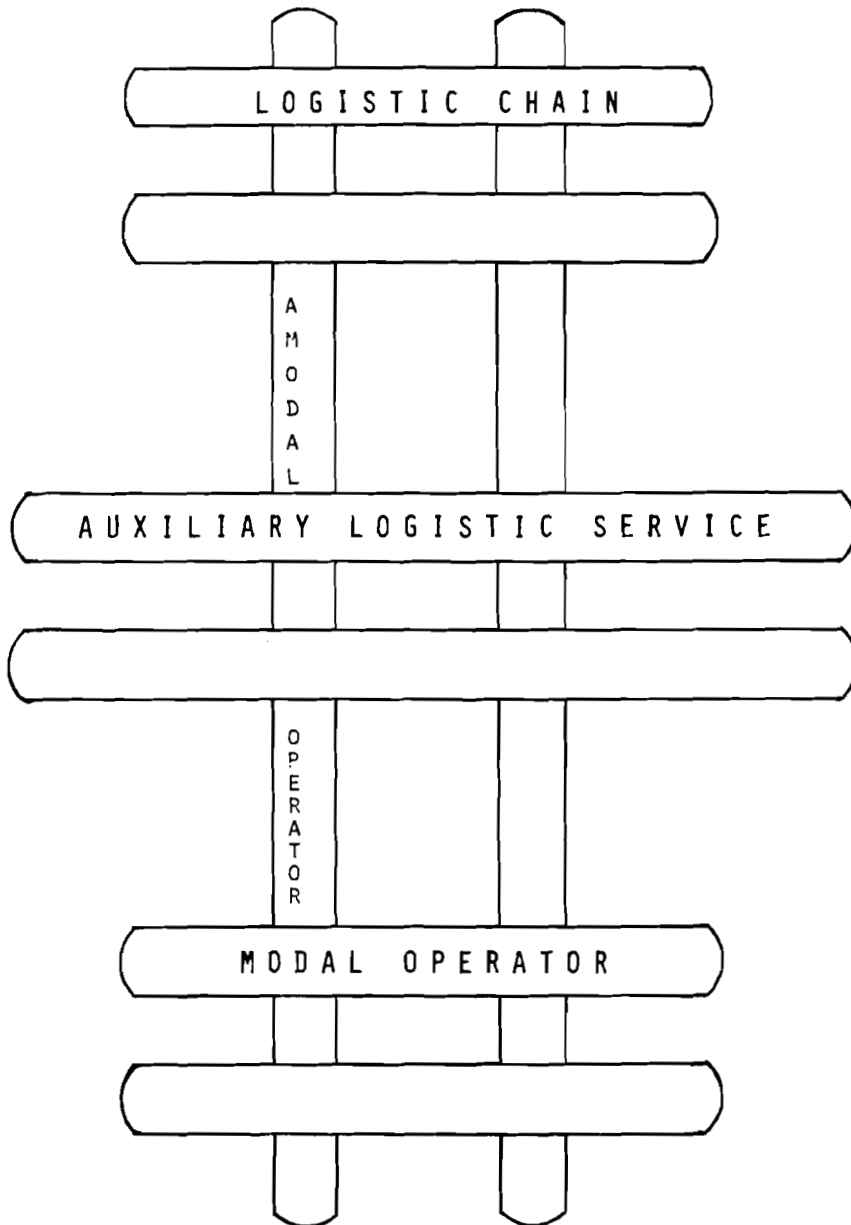 LOGISTIC CHAIN
AMODAL
AUXILIARY LOGISTIC SERVICE
OPERATOR
MODAL OPERATOR